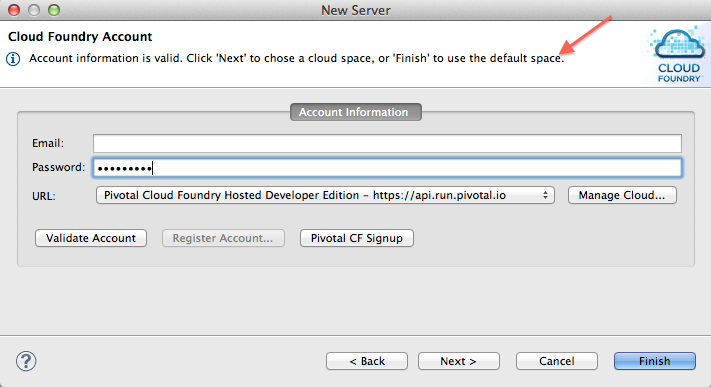 New Server
Cloud Foundry Account
Account information is valid. Click 'Next' to chose a cloud space, or 'Finish' to use the default space.
CLOUD
FOUNDRY
Account Information
Email:
Password: •••••••••
URL: Pivotal Cloud Foundry Hosted Developer Edition – https://api.run.pivotal.io Manage Cloud...
Validate Account Register Account... Pivotal CF Signup
? < Back Next > Cancel Finish